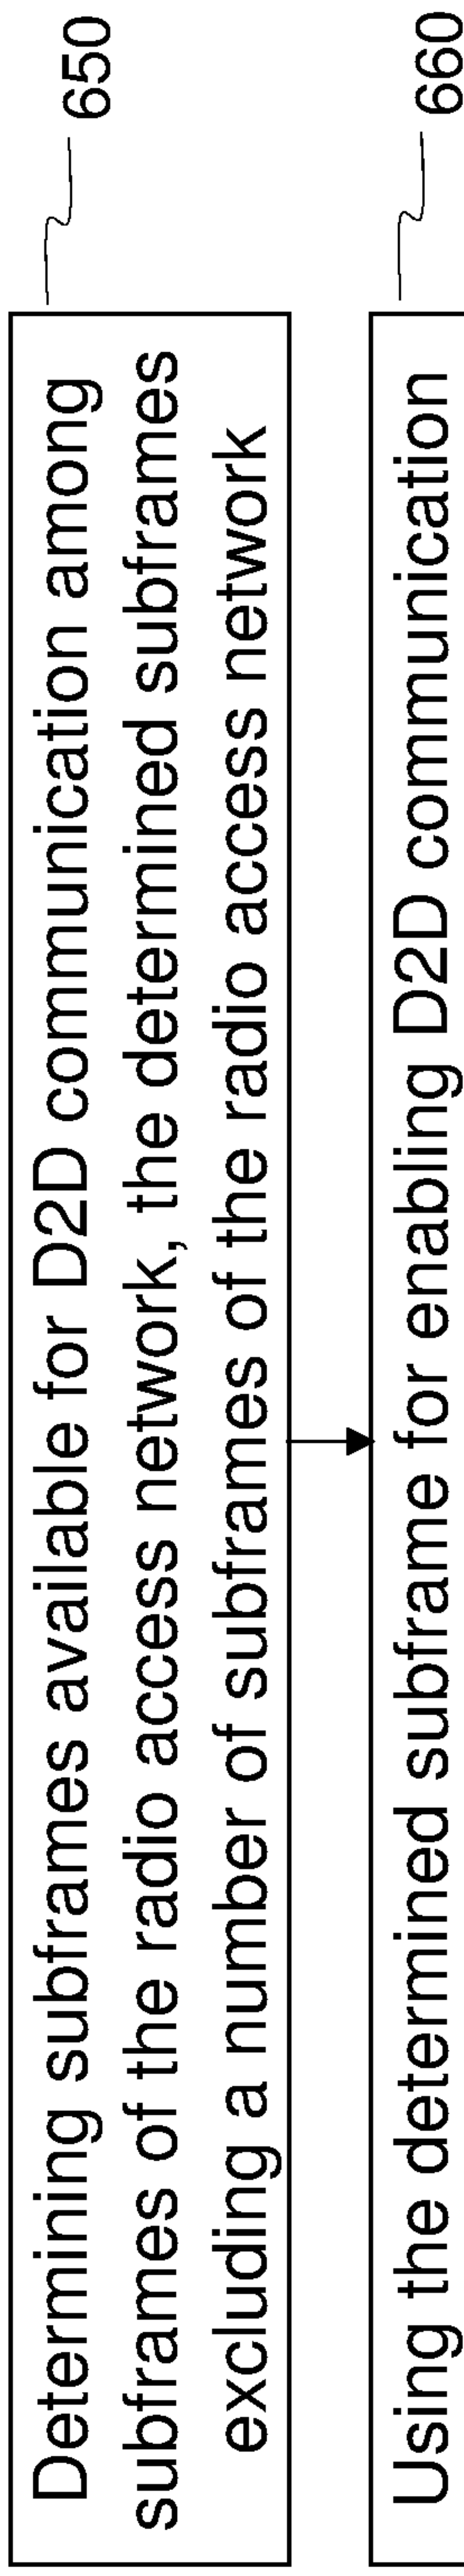 Determining subframes available for D2D communication among
subframes of the radio access network, the determined subframes
excluding a number of subframes of the radio access network
650
Using the determined subframe for enabling D2D communication
660